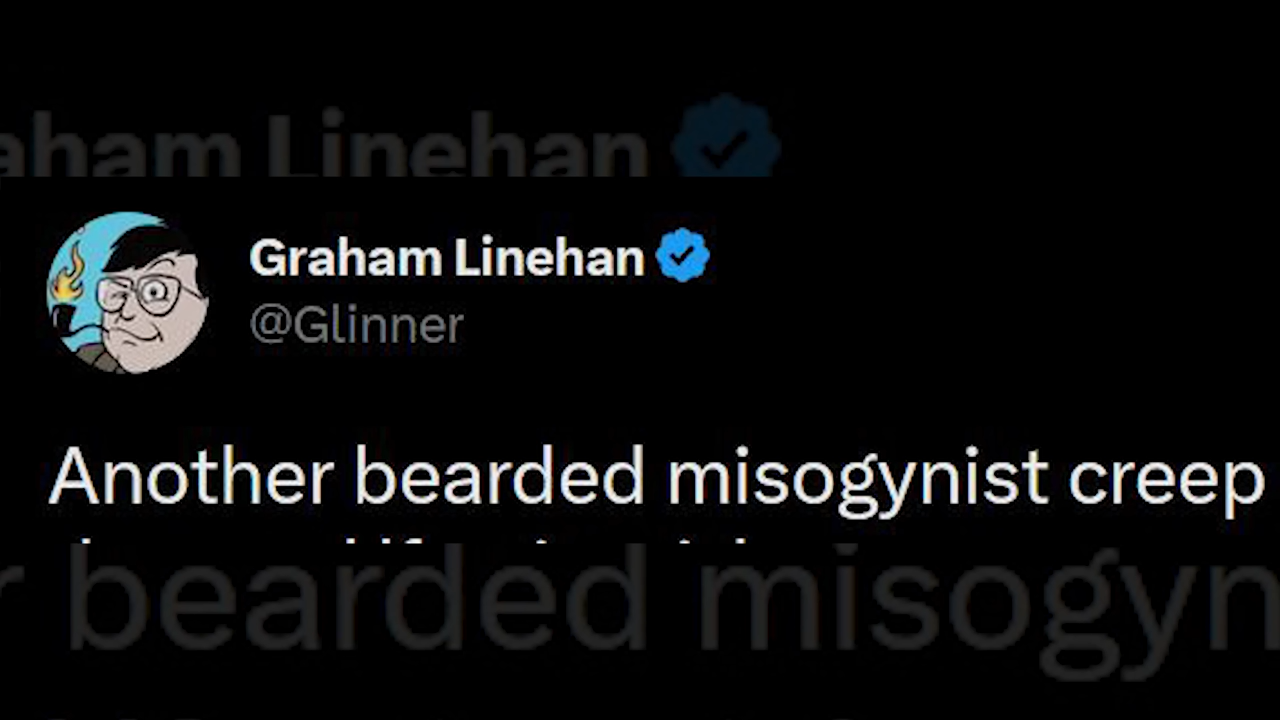 aham Linehan
Graham Linehan
@Glinner
Another bearded misogynist creep
r bearded misogyn